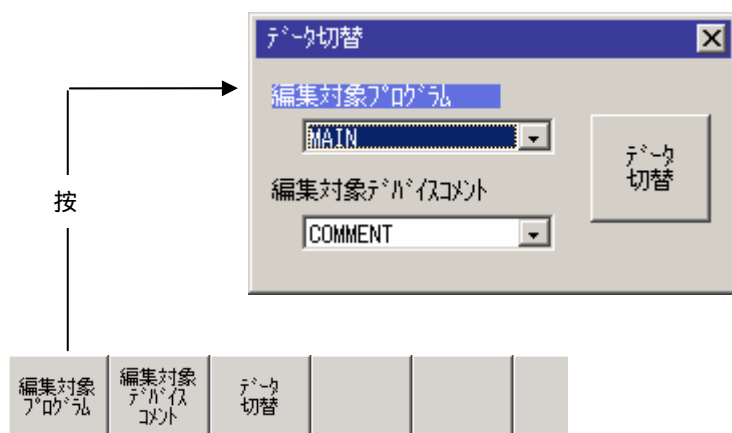 ﾃﾞｰﾀ切替
編集対象ﾌﾟﾛｸﾞﾗﾑ
MAIN
編集対象ﾃﾞﾊﾞｲｽｺﾒﾝﾄ
COMMENT
ﾃﾞｰﾀ
切替
按
編集対象
ﾌﾟﾛｸﾞﾗﾑ
編集対象
ﾃﾞﾊﾞｲｽ
ｺﾒﾝﾄ
ﾃﾞｰﾀ
切替